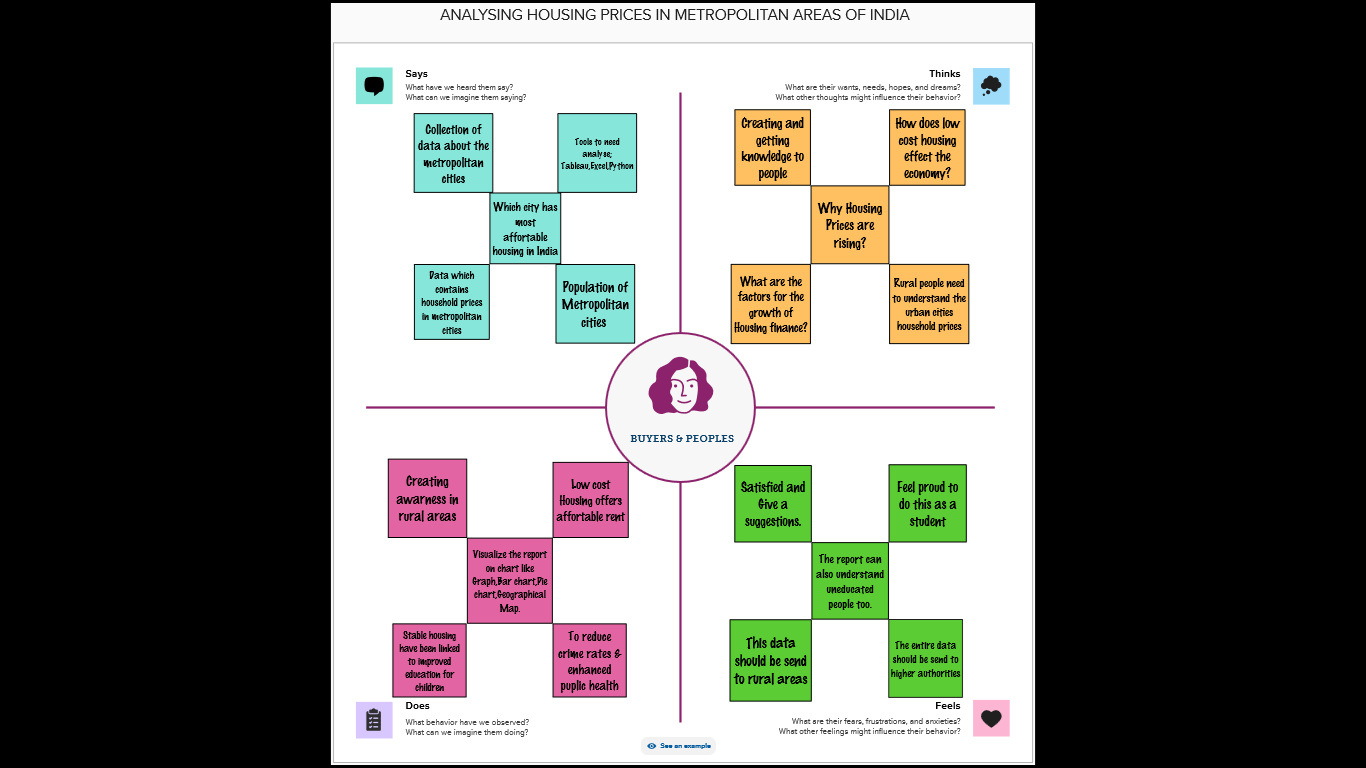 ANALYSING HOUSING PRICES IN METROPOLITAN AREAS OF INDIA
Says
What have we heard them say?
What can we imagine them saying?
Collection of
data about the
metropolitan
cities
Tools to need
analyse;
Tableau,Excel,Python
Which city has
most
affortable
housing in India
Data which
contains
household prices
in metropolitan
cities
Population of
Metropolitan
cities
Thinks
What are their wants, needs, hopes, and dreams?
What other thoughts might influence their behavior?
Creating and
getting
knowledge to
people
How does low
cost housing
effect the
economy?
Why Housing
Prices are
rising?
What are the
factors for the
growth of
Housing finance?
Rural people need
to understand the
urban cities
household prices
BUYERS & PEOPLES
Creating
awarness in
rural areas
Low cost
Housing offers
affortable rent
Visualize the report
on chart like
Graph,Bar chart,Pie
chart,Geographical
Map.
Stable housing
have been linked
to improved
education for
children
To reduce
crime rates &
enhanced
puplic health
Does
What behavior have we observed?
What can we imagine them doing?
Satisfied and
Give a
suggestions.
Feel proud to
do this as a
student
The report can
also understand
uneducated
people too.
This data
should be send
to rural areas
The entire data
should be send to
higher authorities
Feels
What are their fears, frustrations, and anxieties?
What other feelings might influence their behavior?
See an example